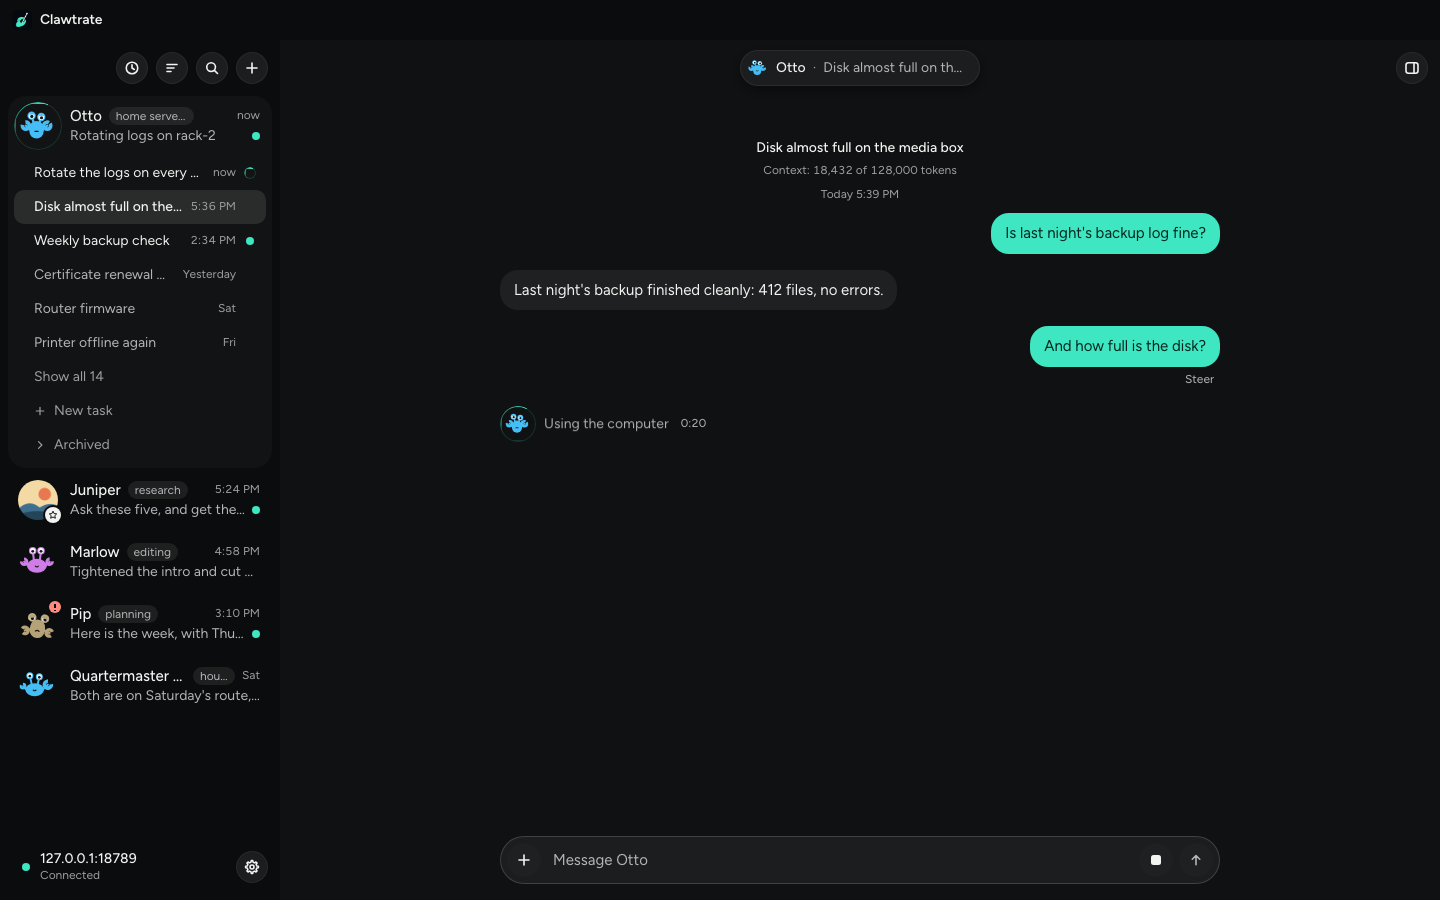 Clawtrate
Otto home serve... now
Rotating logs on rack-2
Rotate the logs on every ... now
Disk almost full on the... 5:36 PM
Weekly backup check 2:34 PM
Certificate renewal ... Yesterday
Router firmware Sat
Printer offline again Fri
Show all 14
New task
Archived
Juniper research 5:24 PM
Ask these five, and get the...
Marlow editing 4:58 PM
Tightened the intro and cut ...
Pip planning 3:10 PM
Here is the week, with Thu...
Quartermaster ... hou... Sat
Both are on Saturday's route,...
127.0.0.1:18789
Connected
Otto · Disk almost full on th...
Disk almost full on the media box
Context: 18,432 of 128,000 tokens
Today 5:39 PM
Is last night's backup log fine?
Last night's backup finished cleanly: 412 files, no errors.
And how full is the disk?
Steer
Using the computer 0:20
Message Otto